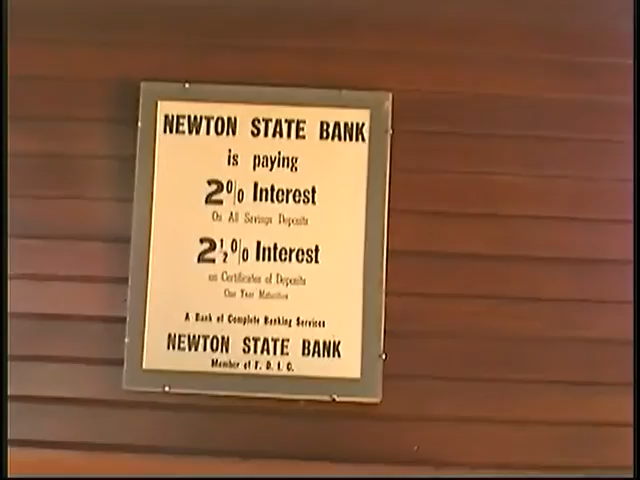 NEWTON STATE BANK
is paying
2% Interest
On All Savings Deposits
2½% Interest
on Certificates of Deposits
One Year Maturities
A Bank of Complete Banking Services
NEWTON STATE BANK
Member of F. D. I. C.